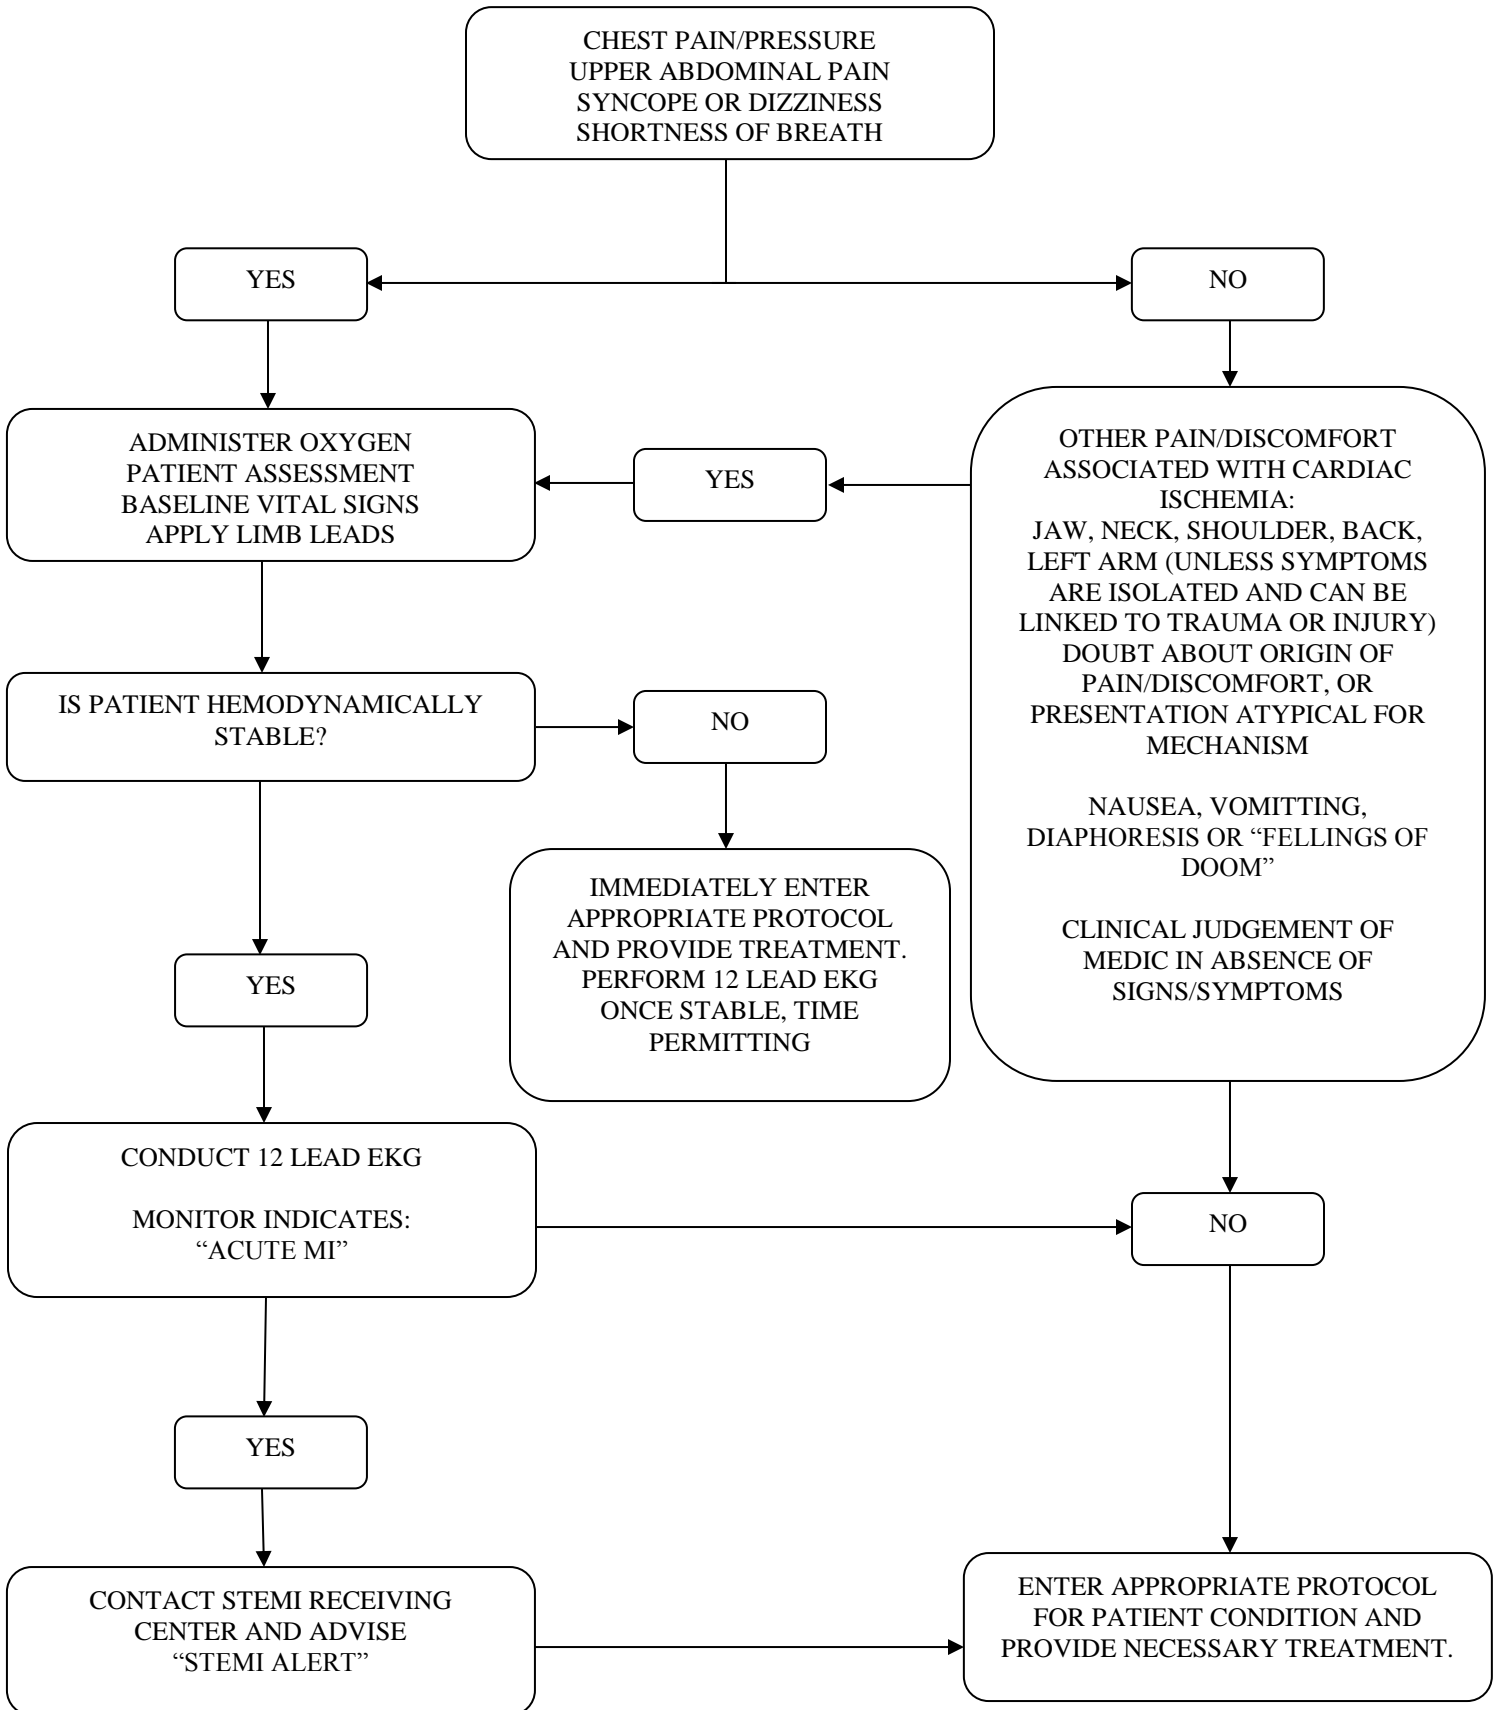 CHEST PAIN/PRESSURE
UPPER ABDOMINAL PAIN
SYNCOPE OR DIZZINESS
SHORTNESS OF BREATH
YES
NO
ADMINISTER OXYGEN
PATIENT ASSESSMENT
BASELINE VITAL SIGNS
APPLY LIMB LEADS
YES
OTHER PAIN/DISCOMFORT
ASSOCIATED WITH CARDIAC
ISCHEMIA:
JAW, NECK, SHOULDER, BACK,
LEFT ARM (UNLESS SYMPTOMS
ARE ISOLATED AND CAN BE
LINKED TO TRAUMA OR INJURY)
DOUBT ABOUT ORIGIN OF
PAIN/DISCOMFORT, OR
PRESENTATION ATYPICAL FOR
MECHANISM
NAUSEA, VOMITTING,
DIAPHORESIS OR “FELLINGS OF
DOOM”
CLINICAL JUDGEMENT OF
MEDIC IN ABSENCE OF
SIGNS/SYMPTOMS
IS PATIENT HEMODYNAMICALLY
STABLE?
NO
IMMEDIATELY ENTER
APPROPRIATE PROTOCOL
AND PROVIDE TREATMENT.
PERFORM 12 LEAD EKG
ONCE STABLE, TIME
PERMITTING
YES
CONDUCT 12 LEAD EKG
MONITOR INDICATES:
“ACUTE MI”
NO
YES
CONTACT STEMI RECEIVING
CENTER AND ADVISE
“STEMI ALERT”
ENTER APPROPRIATE PROTOCOL
FOR PATIENT CONDITION AND
PROVIDE NECESSARY TREATMENT.